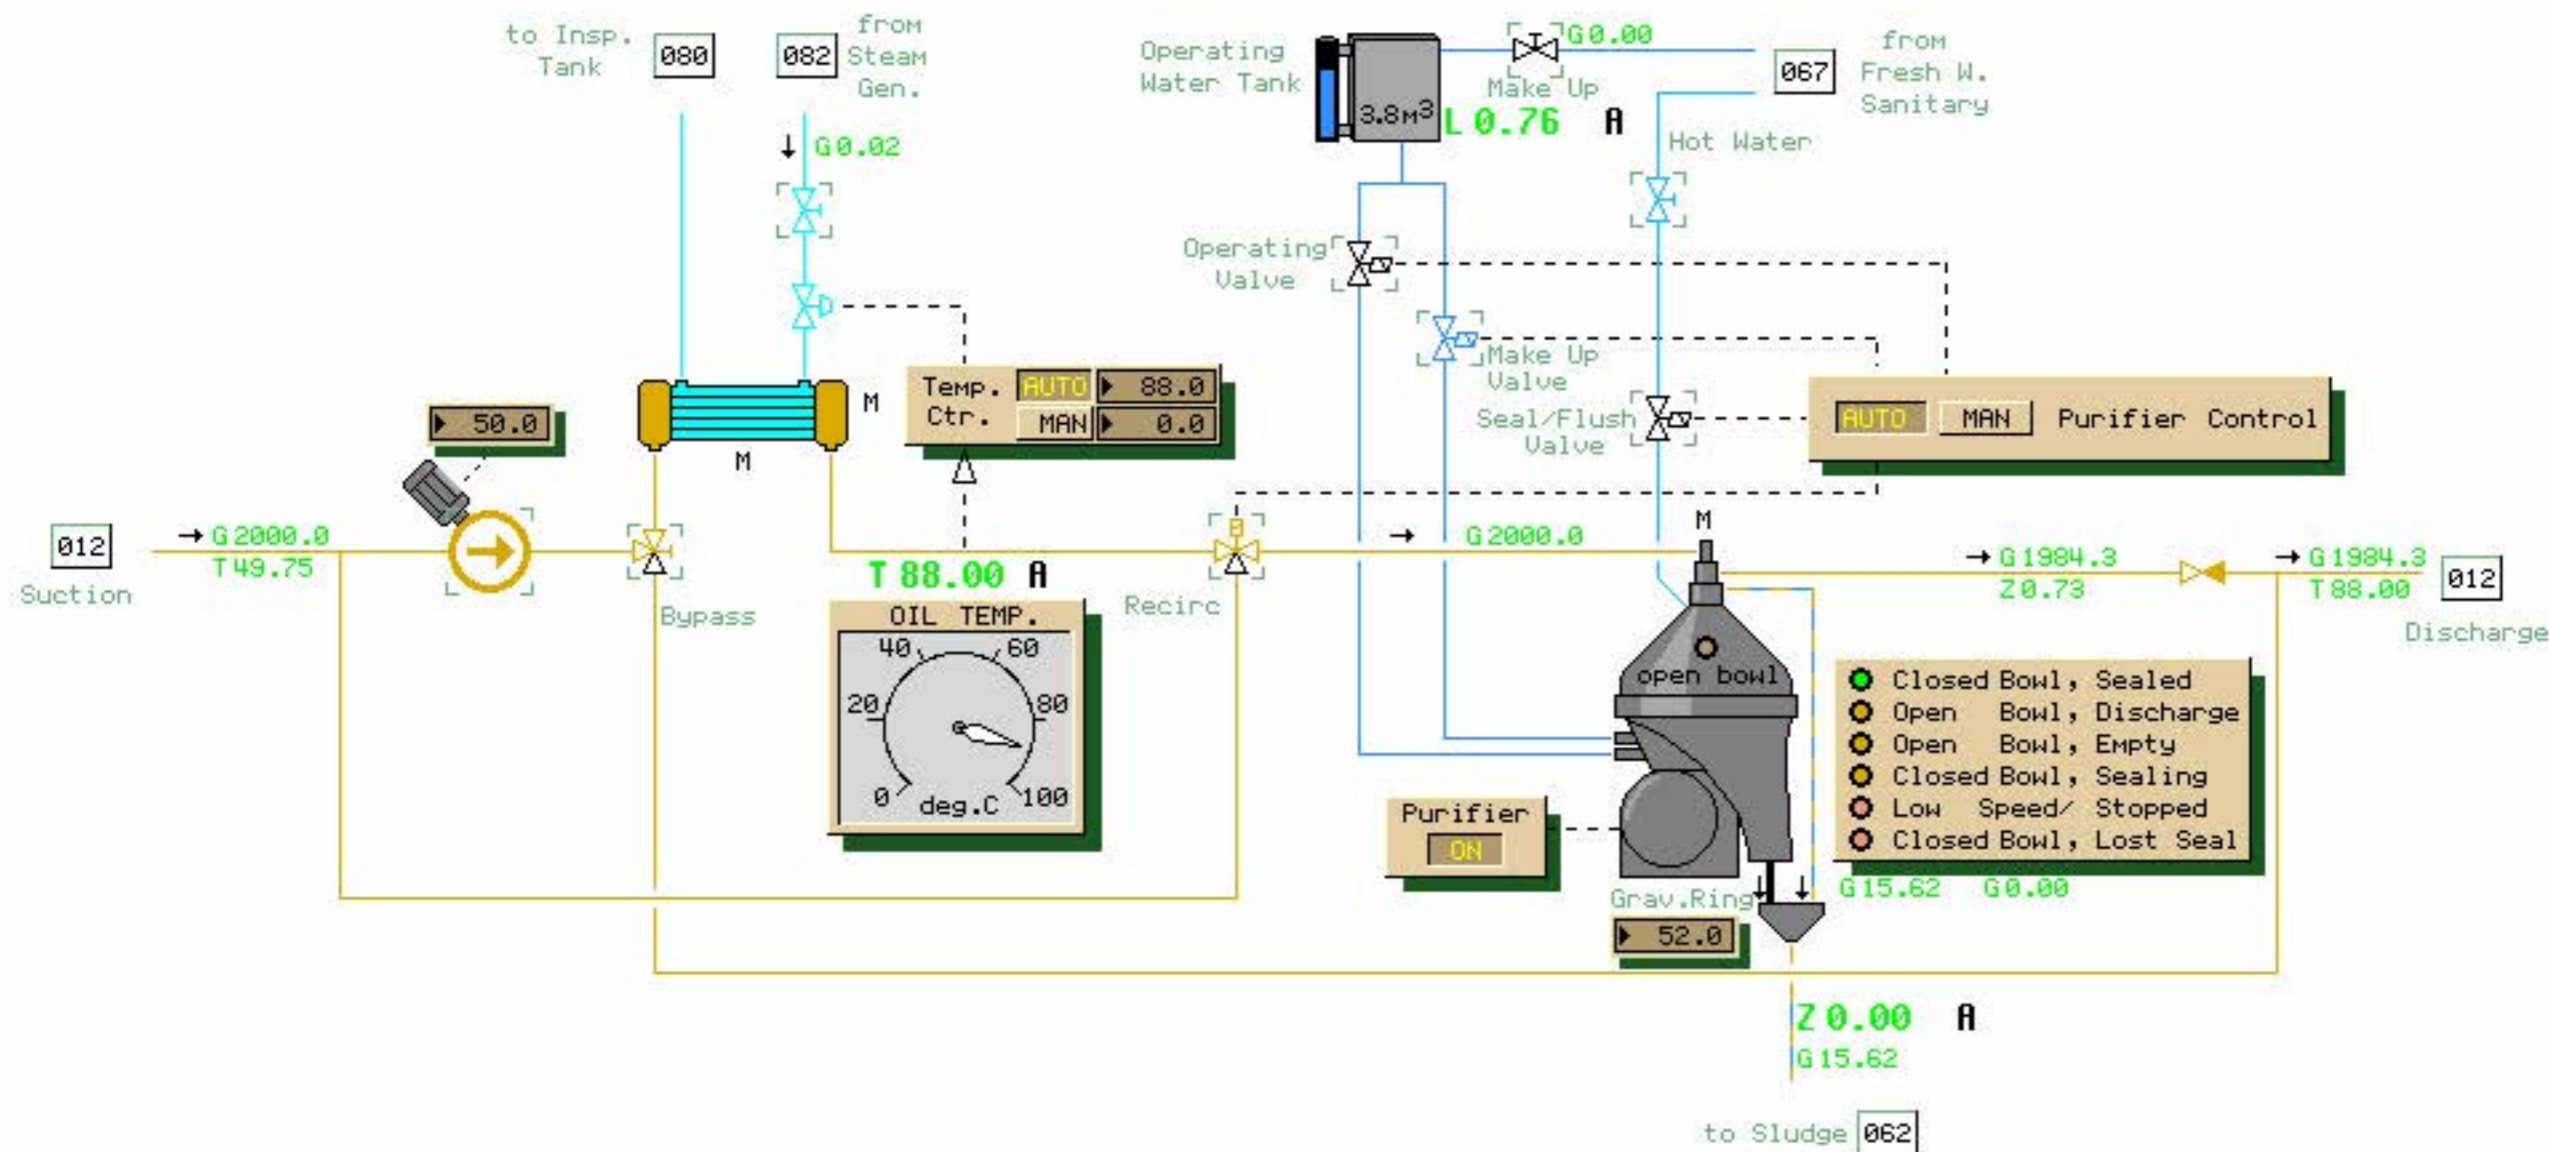 to Insp.
Tank
080
082
from
Steam
Gen.
G0.02
Operating
Water Tank
3.8м3
G0.00
Make Up
L 0.76 A
067
from
Fresh W.
Sanitary
Hot Water
Operating
Valve
Make Up
Valve
Seal/Flush
Valve
AUTO MAN Purifier Control
Temp. AUTO 88.0
Ctr. MAN 0.0
M
M
50.0
012
Suction
G2000.0
T49.75
Bypass
T 88.00 A
OIL TEMP.
40 60
20 80
0 deg.C 100
Recirc
G2000.0
M
open bowl
G1984.3
Z0.73
G1984.3
T88.00
012
Discharge
Closed Bowl, Sealed
Open Bowl, Discharge
Open Bowl, Empty
Closed Bowl, Sealing
Low Speed/ Stopped
Closed Bowl, Lost Seal
Purifier
ON
G15.62 G0.00
Grav.Ring
52.0
Z 0.00 A
G15.62
to Sludge 062